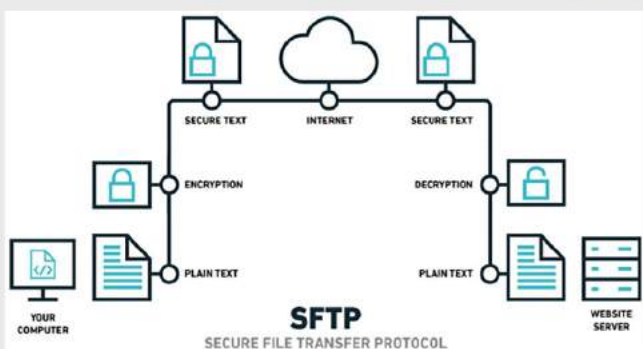 SECURE TEXT
INTERNET
SECURE TEXT
ENCRYPTION
DECRYPTION
PLAIN TEXT
PLAIN TEXT
YOUR
COMPUTER
WEBSITE
SERVER
SFTP
SECURE FILE TRANSFER PROTOCOL